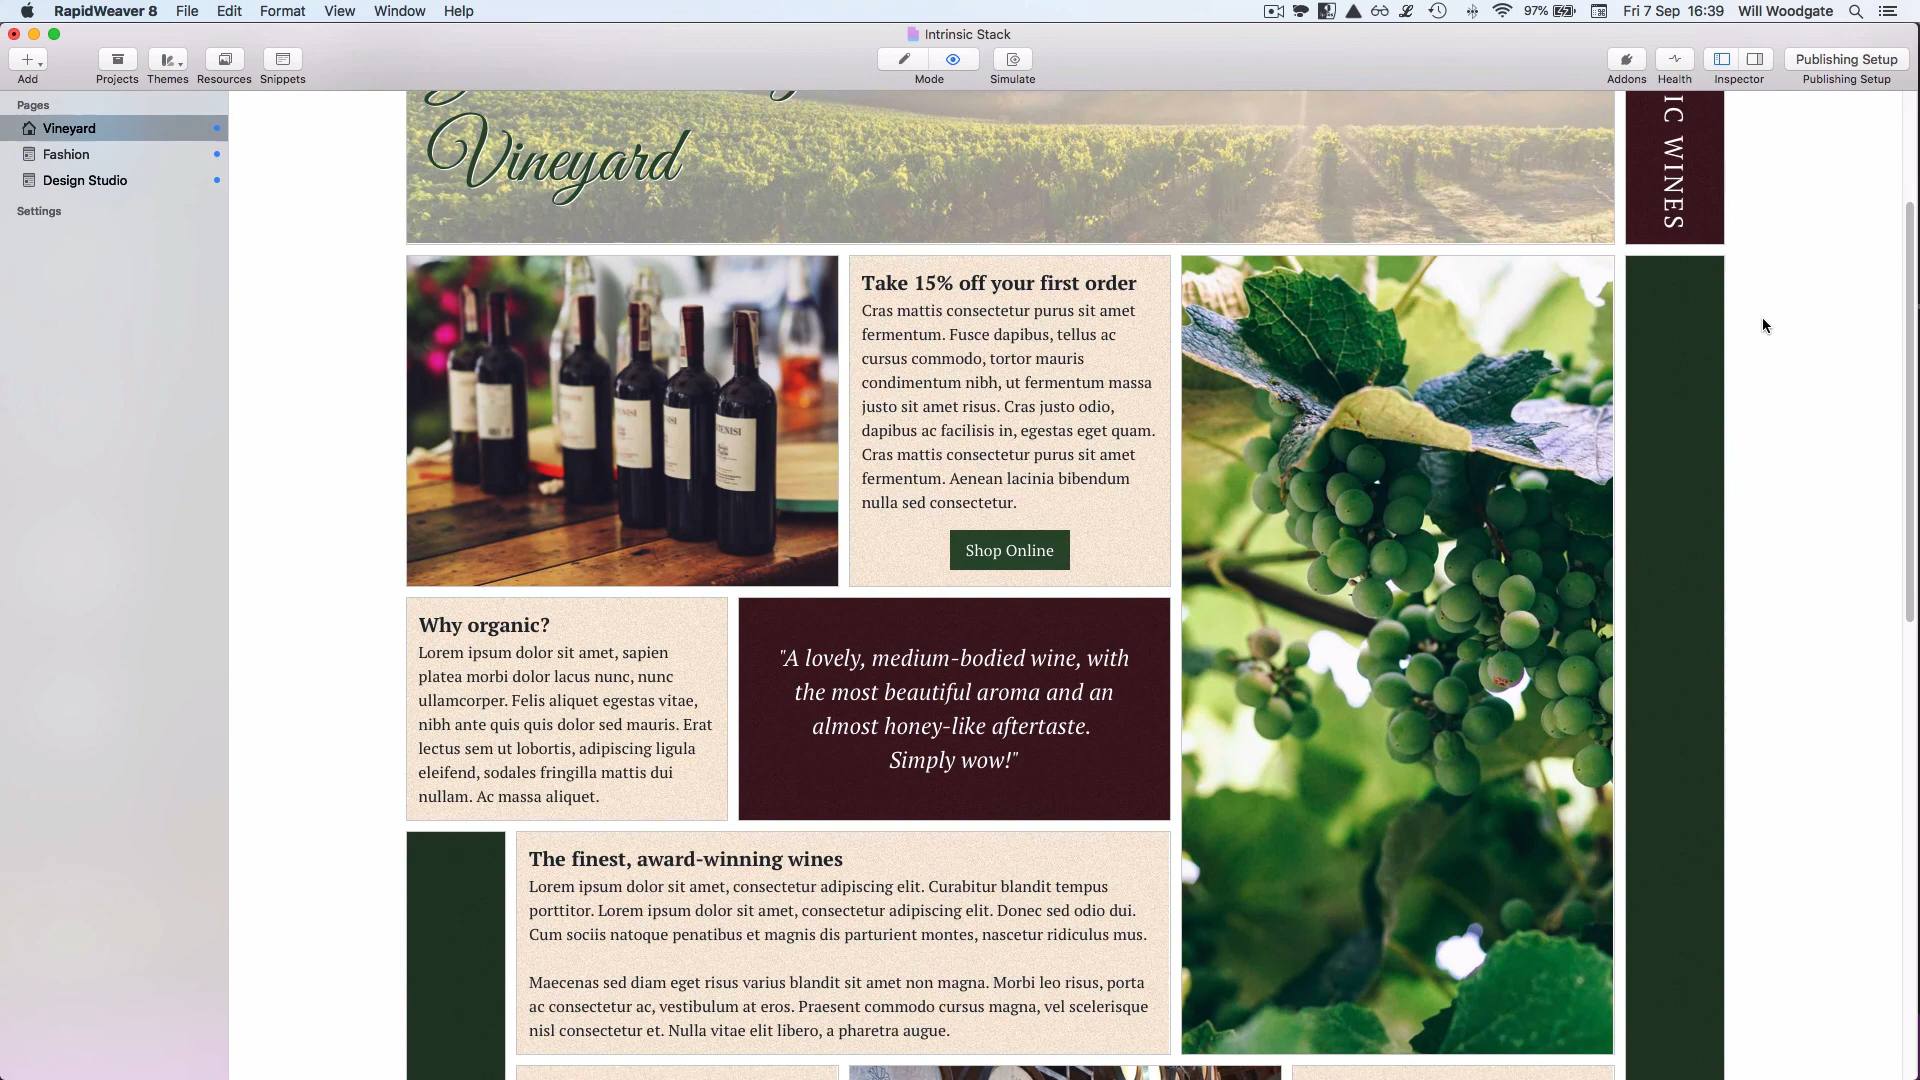 RapidWeaver 8 File Edit Format View Window Help
97% Fri 7 Sep 16:39 Will Woodgate
Intrinsic Stack
Add Projects Themes Resources Snippets
Mode Simulate
Addons Health Inspector Publishing Setup
Publishing Setup
Pages
Vineyard
Fashion
Design Studio
Settings
Vineyard
IC WINES
Take 15% off your first order
Cras mattis consectetur purus sit amet
fermentum. Fusce dapibus, tellus ac
cursus commodo, tortor mauris
condimentum nibh, ut fermentum massa
justo sit amet risus. Cras justo odio,
dapibus ac facilisis in, egestas eget quam.
Cras mattis consectetur purus sit amet
fermentum. Aenean lacinia bibendum
nulla sed consectetur.
Shop Online
Why organic?
Lorem ipsum dolor sit amet, sapien
platea morbi dolor lacus nunc, nunc
ullamcorper. Felis aliquet egestas vitae,
nibh ante quis quis dolor sed mauris. Erat
lectus sem ut lobortis, adipiscing ligula
eleifend, sodales fringilla mattis dui
nullam. Ac massa aliquet.
"A lovely, medium-bodied wine, with
the most beautiful aroma and an
almost honey-like aftertaste.
Simply wow!"
The finest, award-winning wines
Lorem ipsum dolor sit amet, consectetur adipiscing elit. Curabitur blandit tempus
porttitor. Lorem ipsum dolor sit amet, consectetur adipiscing elit. Donec sed odio dui.
Cum sociis natoque penatibus et magnis dis parturient montes, nascetur ridiculus mus.
Maecenas sed diam eget risus varius blandit sit amet non magna. Morbi leo risus, porta
ac consectetur ac, vestibulum at eros. Praesent commodo cursus magna, vel scelerisque
nisl consectetur et. Nulla vitae elit libero, a pharetra augue.